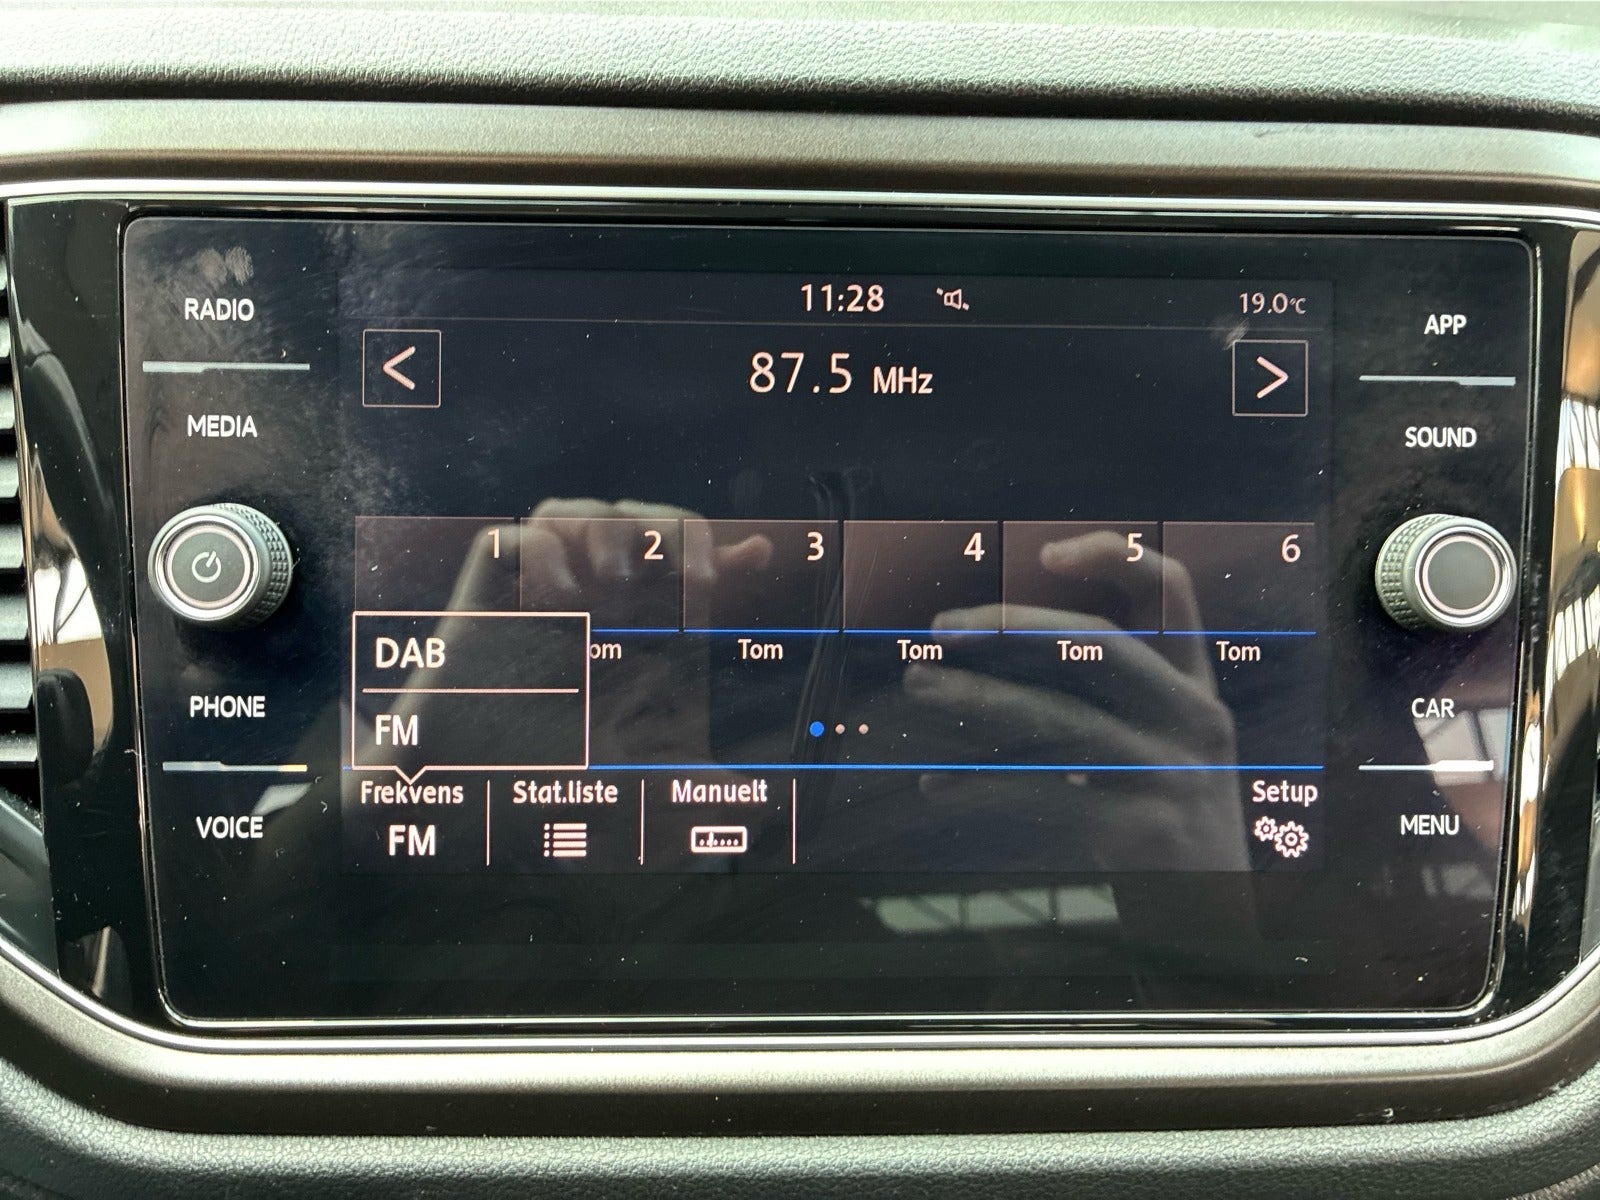 RADIO
MEDIA
PHONE
VOICE
11:28
19.0°C
<
87.5 MHz
>
1
2
3
4
5
6
om
Tom
Tom
Tom
Tom
DAB
FM
Frekvens
FM
Stat.liste
Manuelt
Setup
APP
SOUND
CAR
MENU